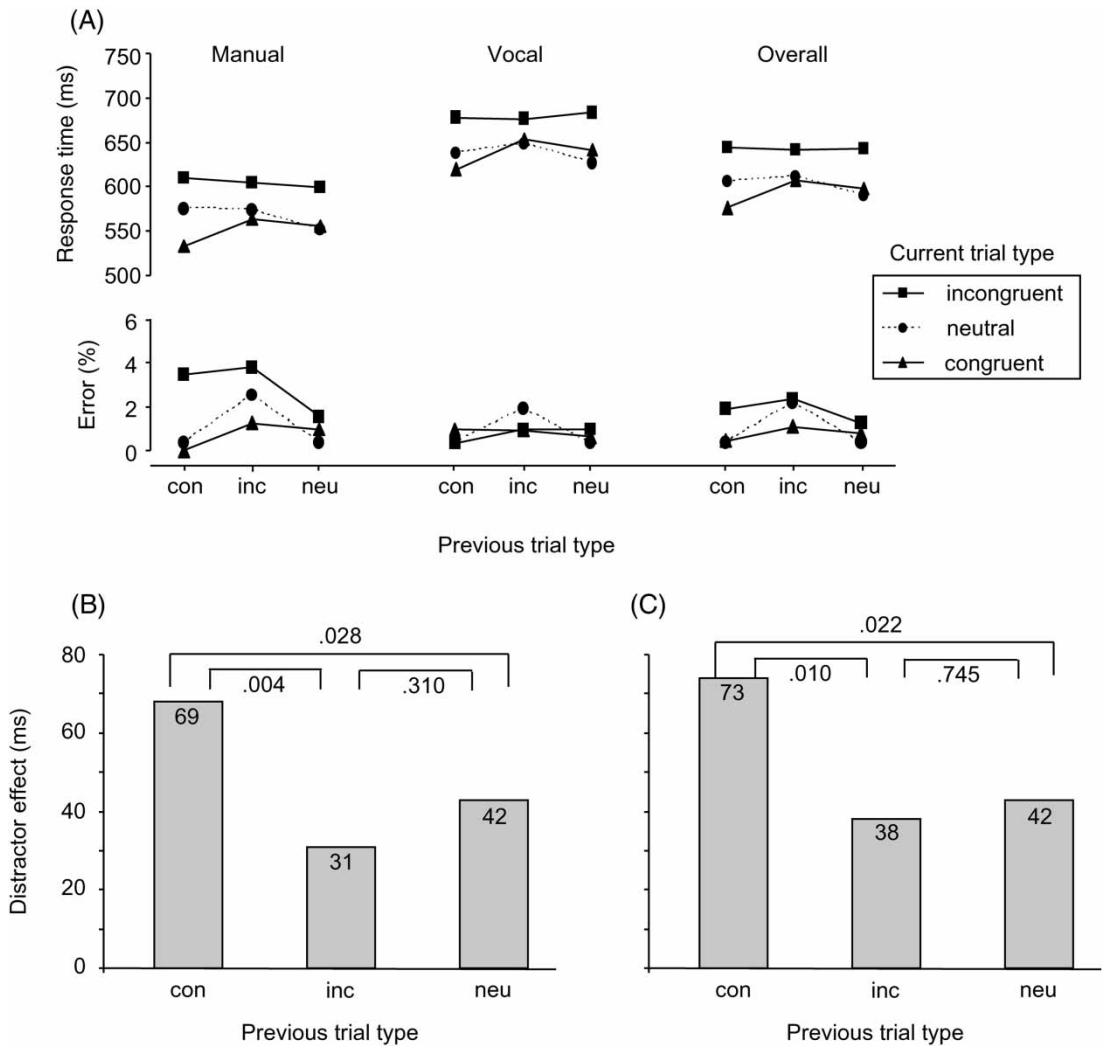 (A)
750
700
650
600
550
500
Response time (ms)
Manual Vocal Overall
Current trial type
incongruent
neutral
congruent
6
4
2
0
Error (%)
con inc neu con inc neu con inc neu
Previous trial type
(B)
80
60
40
20
0
Distractor effect (ms)
.028
.004 .310
69
31
42
con inc neu
Previous trial type
(C)
.022
.010 .745
73
38
42
con inc neu
Previous trial type